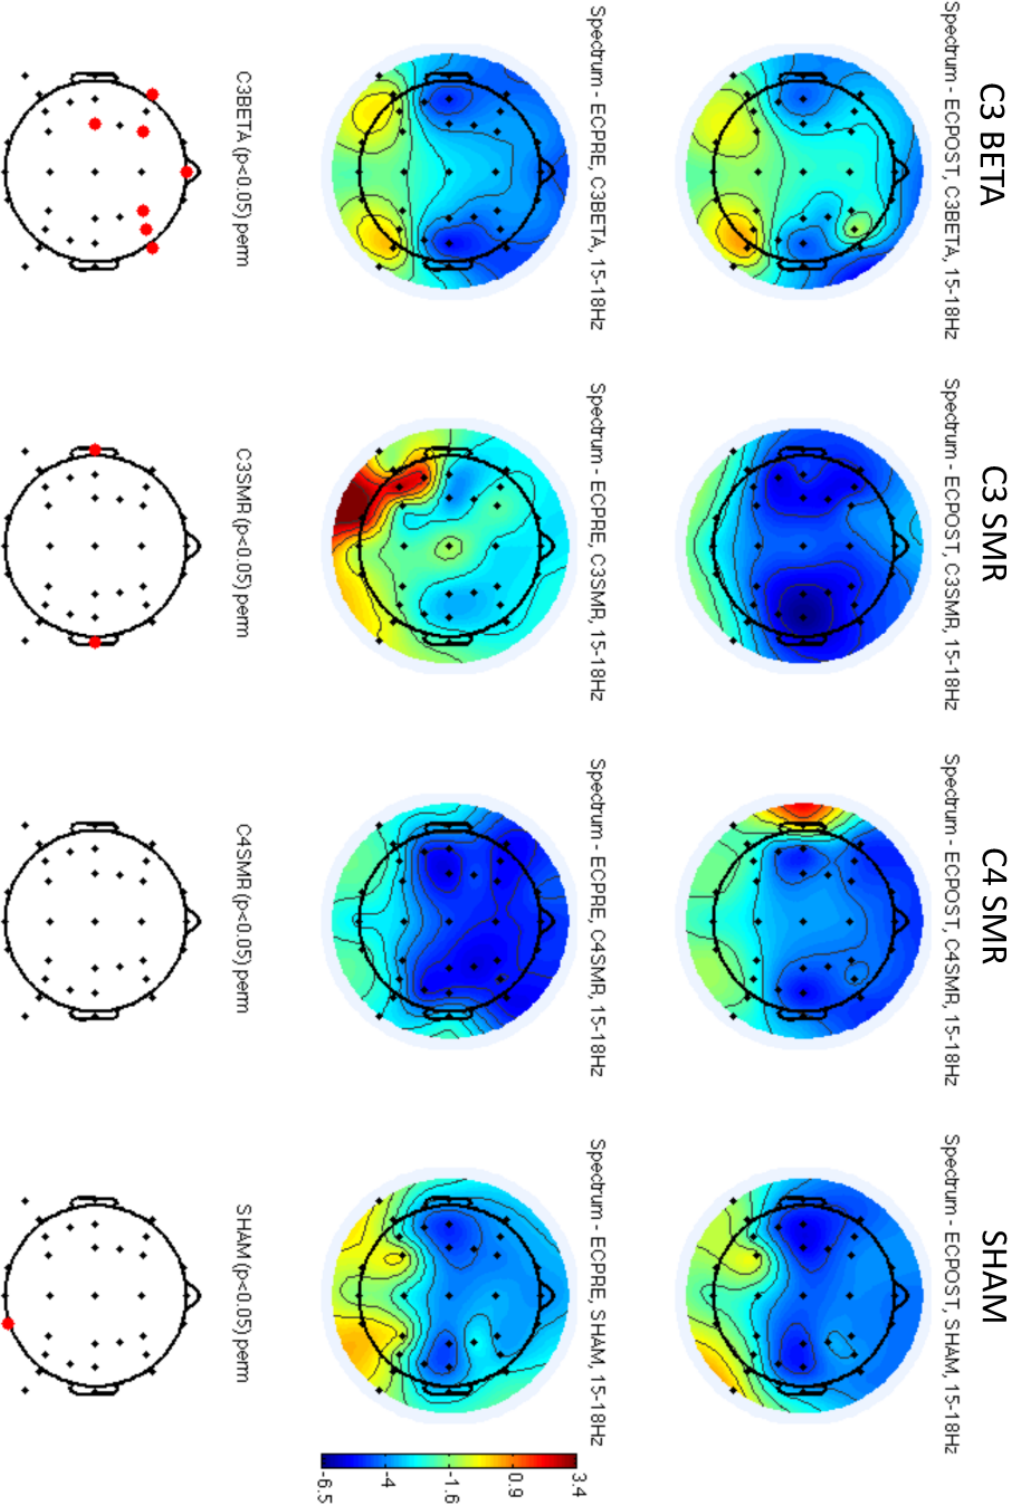 C3 BETA
C3 SMR
C4 SMR
SHAM
Spectrum - ECPOST, C3BETA, 15-18Hz
Spectrum - ECPOST, C3SMR, 15-18Hz
Spectrum - ECPOST, C4SMR, 15-18Hz
Spectrum - ECPOST, SHAM, 15-18Hz
Spectrum - ECPRE, C3BETA, 15-18Hz
Spectrum - ECPRE, C3SMR, 15-18Hz
Spectrum - ECPRE, C4SMR, 15-18Hz
Spectrum - ECPRE, SHAM, 15-18Hz
3.4
0.9
-1.6
-4
-6.5
C3BETA (p<0.05) perm
C3SMR (p<0.05) perm
C4SMR (p<0.05) perm
SHAM (p<0.05) perm